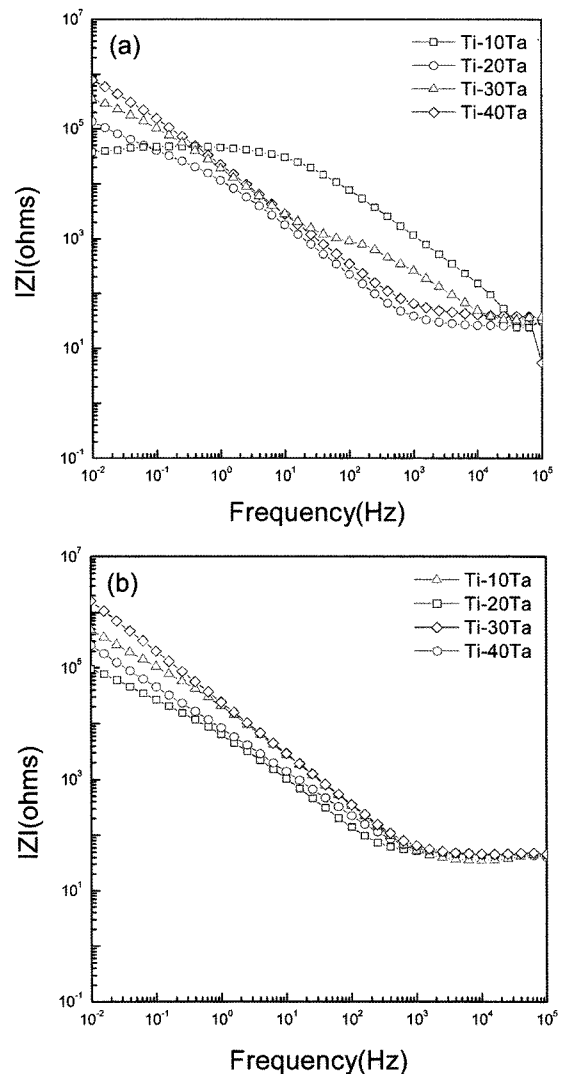 (a)
Ti-10Ta
Ti-20Ta
Ti-30Ta
Ti-40Ta
10⁷
10⁵
10³
10¹
10⁻¹
|Z|(ohms)
10⁻² 10⁻¹ 10⁰ 10¹ 10² 10³ 10⁴ 10⁵
Frequency(Hz)
(b)
Ti-10Ta
Ti-20Ta
Ti-30Ta
Ti-40Ta
10⁷
10⁵
10³
10¹
10⁻¹
|Z|(ohms)
10⁻² 10⁻¹ 10⁰ 10¹ 10² 10³ 10⁴ 10⁵
Frequency(Hz)